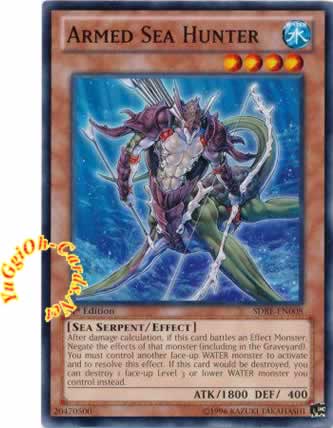 ARMED SEA HUNTER
WATER
水
YuGgiOh-Cards.Net
1st Edition
SDRE-EN008
[SEA SERPENT/EFFECT]
After damage calculation, if this card battles an Effect Monster:
Negate the effects of that monster (including in the Graveyard).
You must control another face-up WATER monster to activate
and to resolve this effect. If this card would be destroyed, you
can destroy 1 face-up Level 3 or lower WATER monster you
control instead.
ATK/1800 DEF/ 400
20470500
©1996 KAZUKI TAKAHASHI